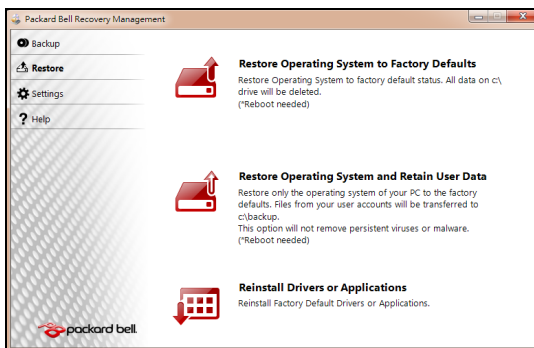 Packard Bell Recovery Management
Backup
Restore
Settings
? Help
Restore Operating System to Factory Defaults
Restore Operating System to factory default status. All data on c:\
drive will be deleted.
(*Reboot needed)
Restore Operating System and Retain User Data
Restore only the operating system of your PC to the factory
defaults. Files from your user accounts will be transferred to
c:\backup.
This option will not remove persistent viruses or malware.
(*Reboot needed)
Reinstall Drivers or Applications
Reinstall Factory Default Drivers or Applications.
packard bell.